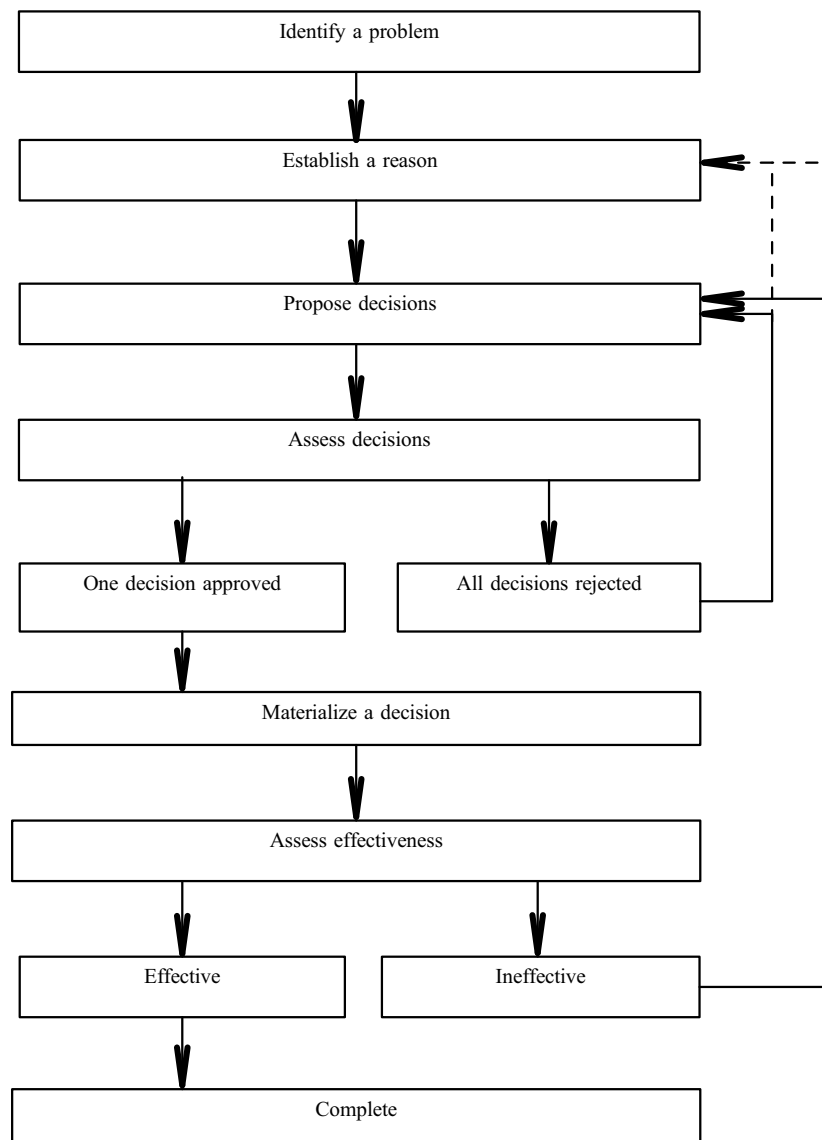 Identify a problem
Establish a reason
Propose decisions
Assess decisions
One decision approved
All decisions rejected
Materialize a decision
Assess effectiveness
Effective
Ineffective
Complete